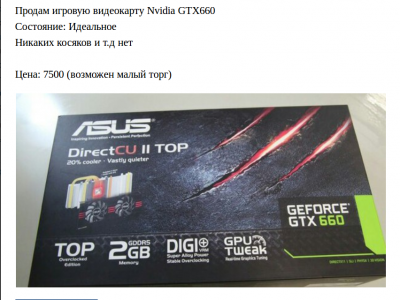 Продам игровую видеокарту Nvidia GTX660
Состояние: Идеальное
Никаких косяков и т.д нет
Цена: 7500 (возможен малый торг)
ASUS
Inspiring Innovation · Persistent Perfection
DirectCU II TOP
20% cooler · Vastly quieter
GEFORCE
GTX 660
TOP
Overclocked
Edition
2GB
GDDR5
Memory
DIGI+
VRM
Super Alloy Power
Stable Overclocking
GPU
Tweak
Real-time Graphics Tuning